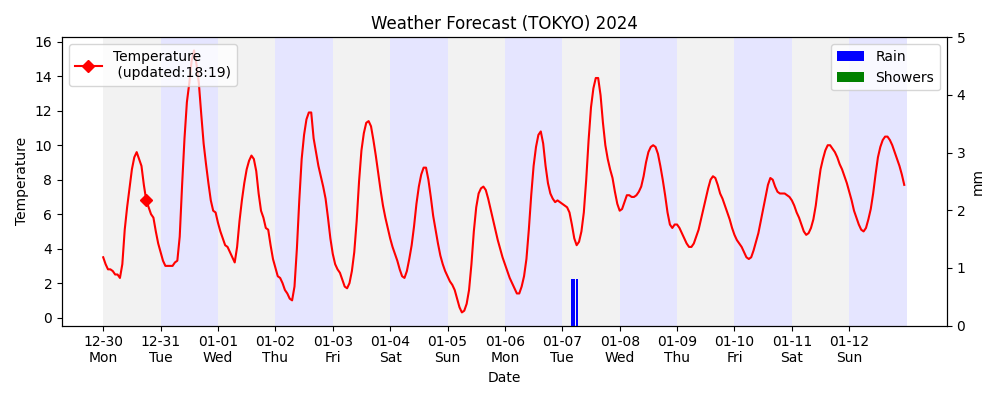 Weather Forecast (TOKYO) 2024
Temperature
(updated:18:19)
Rain
Showers
16
14
12
10
8
6
4
2
0
Temperature
5
4
3
2
1
0
mm
12-30 12-31 01-01 01-02 01-03 01-04 01-05 01-06 01-07 01-08 01-09 01-10 01-11 01-12
Mon Tue Wed Thu Fri Sat Sun Mon Tue Wed Thu Fri Sat Sun
Date